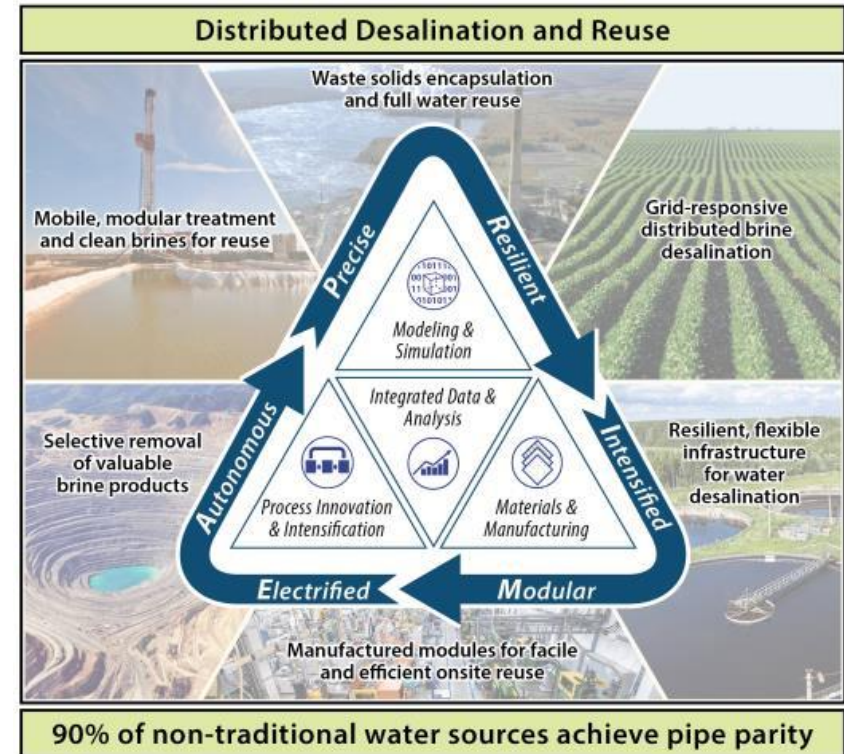 Distributed Desalination and Reuse
Waste solids encapsulation
and full water reuse
Mobile, modular treatment
and clean brines for reuse
Grid-responsive
distributed brine
desalination
Precise
Resilient
Modeling &
Simulation
Integrated Data &
Analysis
Process Innovation
& Intensification
Materials &
Manufacturing
Autonomous
Intensified
Selective removal
of valuable
brine products
Resilient, flexible
infrastructure
for water
desalination
Electrified
Modular
Manufactured modules for facile
and efficient onsite reuse
90% of non-traditional water sources achieve pipe parity